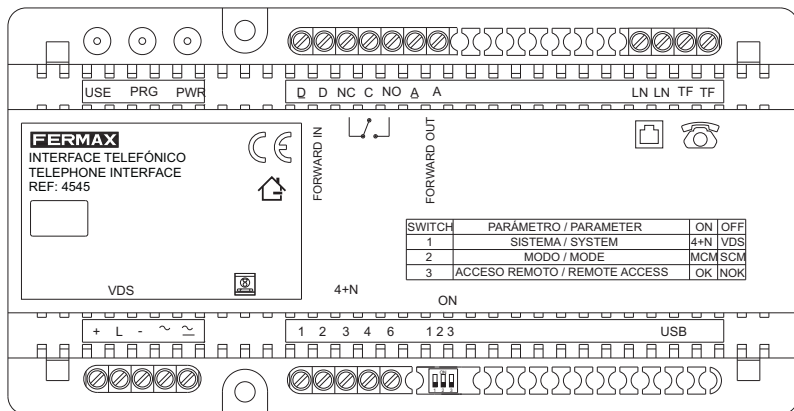 USE PRG PWR
D D NC C NO A A
LN LN TF TF
FERMAX
INTERFACE TELEFÓNICO
TELEPHONE INTERFACE
REF: 4545
CE
FORWARD IN
FORWARD OUT
SWITCH PARÁMETRO / PARAMETER ON OFF
1 SISTEMA / SYSTEM 4+N VDS
2 MODO / MODE MCM SCM
3 ACCESO REMOTO / REMOTE ACCESS OK NOK
VDS
4+N
ON
+ L - ~ ≃
1 2 3 4 6
1 2 3
USB